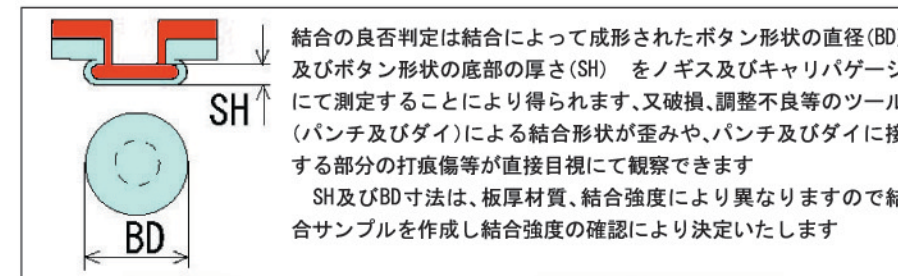 結合の良否判定は結合によって成形されたボタン形状の直径(BD)
及びボタン形状の底部の厚さ(SH) をノギス及びキャリパゲージ
にて測定することにより得られます、又破損、調整不良等のツール
(パンチ及びダイ)による結合形状が歪みや、パンチ及びダイに接
する部分の打痕傷等が直接目視にて観察できます
SH及びBD寸法は、板厚材質、結合強度により異なりますので結
合サンプルを作成し結合強度の確認により決定いたします
SH
BD